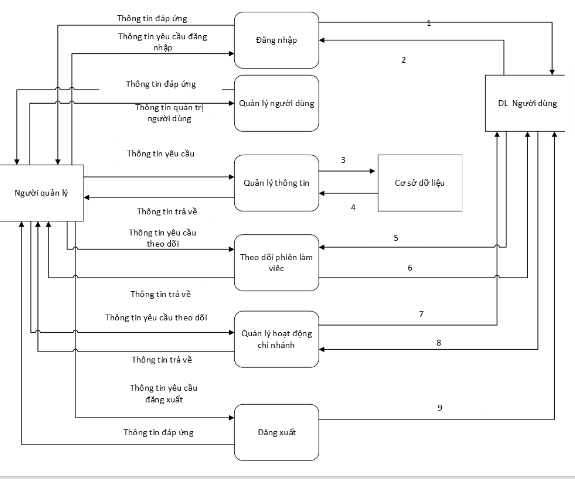 Thông tin đáp ứng
1
Thông tin yêu cầu đăng
nhập
Đăng nhập
2
Thông tin đáp ứng
Thông tin quản trị
người dùng
Quản lý người dùng
DL Người dùng
Thông tin yêu cầu
3
Người quản lý
Quản lý thông tin
Cơ sở dữ liệu
4
Thông tin trả về
Thông tin yêu cầu
theo dõi
5
Theo dõi phiên làm
việc
6
Thông tin trả về
Thông tin yêu cầu theo dõi
7
Quản lý hoạt động
chi nhánh
8
Thông tin trả về
Thông tin yêu cầu
đăng xuất
9
Thông tin đáp ứng
Đăng xuất